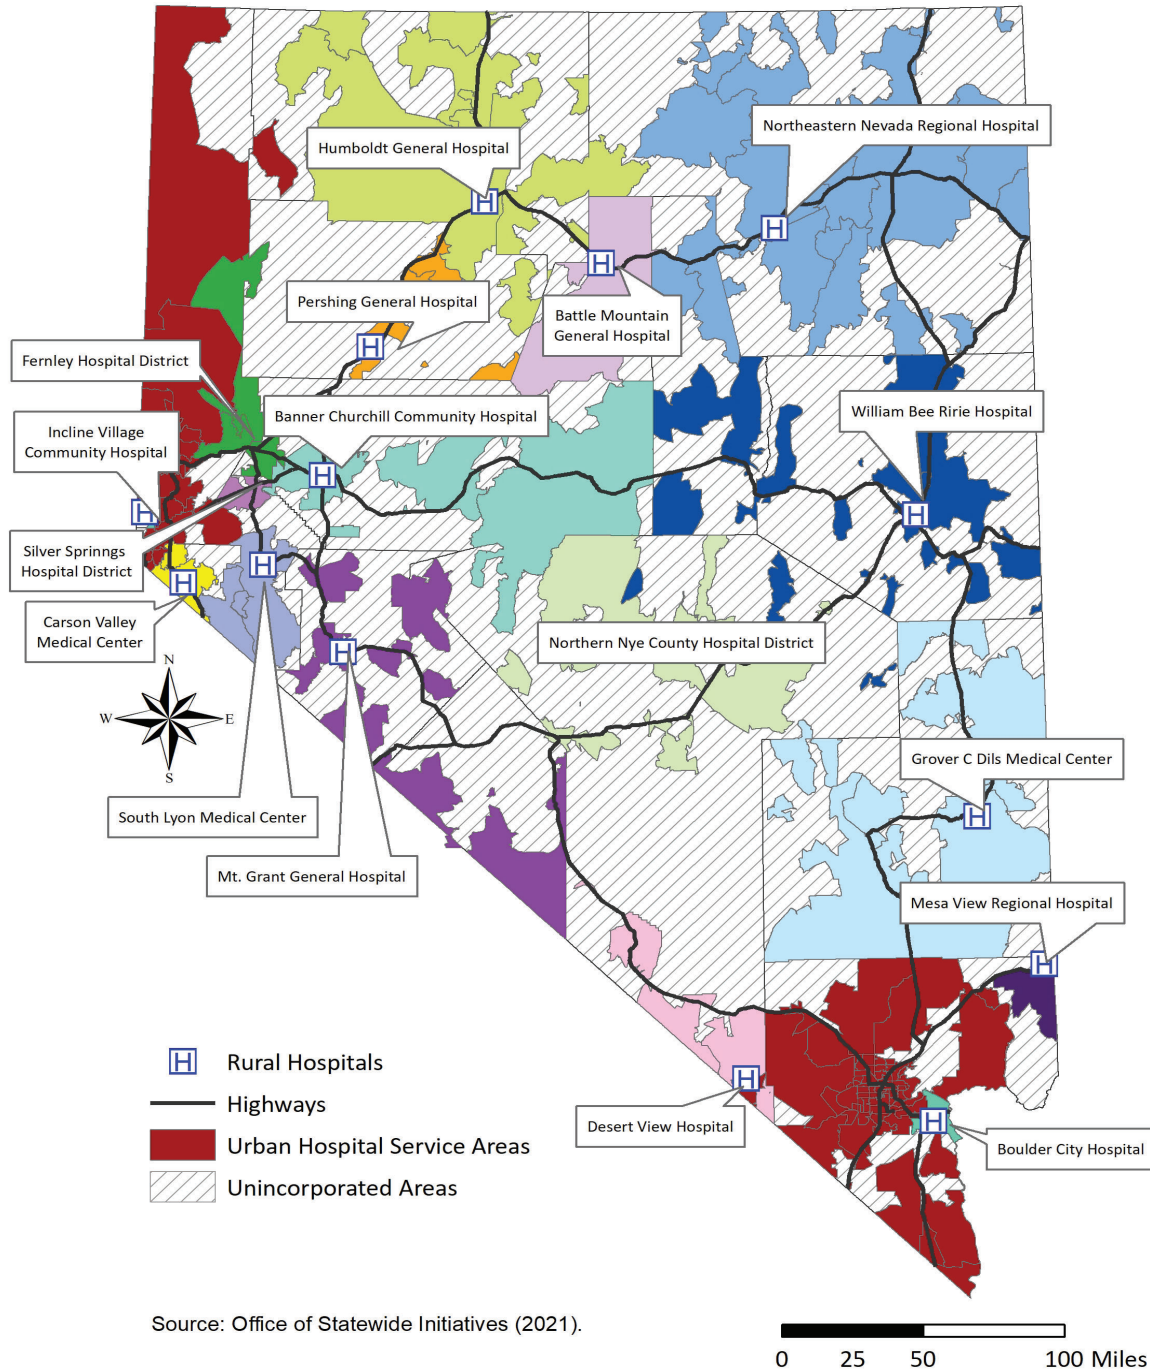 Northeastern Nevada Regional Hospital
Humboldt General Hospital
H
H
H
Pershing General Hospital
Battle Mountain
General Hospital
H
Fernley Hospital District
Banner Churchill Community Hospital
William Bee Ririe Hospital
Incline Village
Community Hospital
H
H
H
Silver Sprinngs
Hospital District
H
H
Carson Valley
Medical Center
Northern Nye County Hospital District
H
N
W
E
S
Grover C Dils Medical Center
H
South Lyon Medical Center
Mt. Grant General Hospital
Mesa View Regional Hospital
H
H
Rural Hospitals
H
Highways
Desert View Hospital
H
Urban Hospital Service Areas
Boulder City Hospital
Unincorporated Areas
Source: Office of Statewide Initiatives (2021).
0 25 50 100 Miles